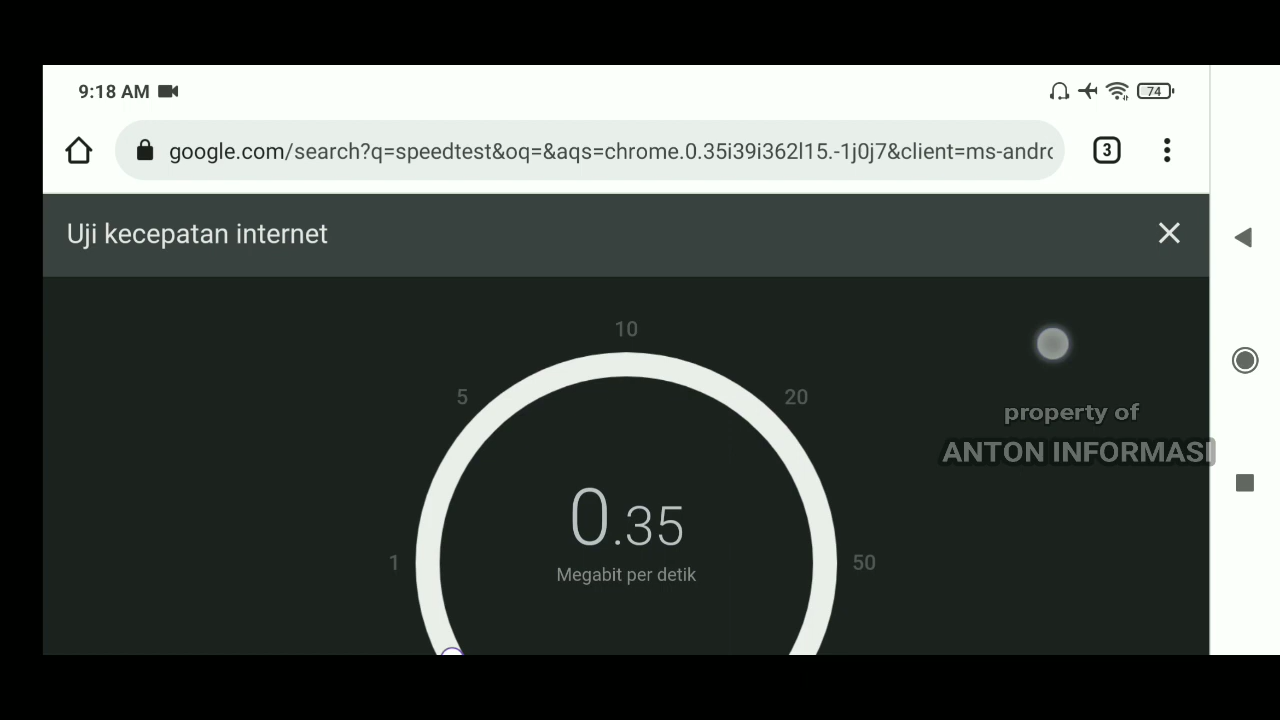 9:18 AM
74
google.com/search?q=speedtest&oq=&aqs=chrome.0.35i39i362l15.-1j0j7&client=ms-andro
3
Uji kecepatan internet
10
5
20
property of
ANTON INFORMASI
0.35
1
50
Megabit per detik